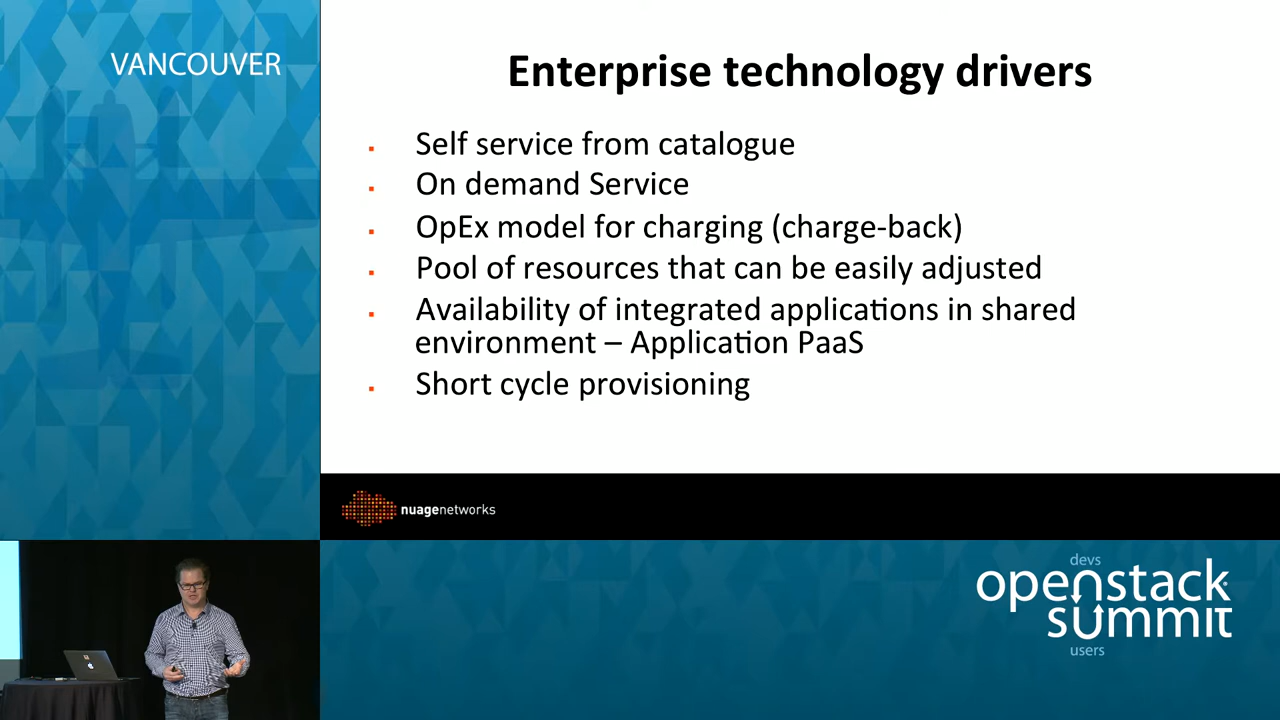 VANCOUVER
Enterprise technology drivers
▪ Self service from catalogue
▪ On demand Service
▪ OpEx model for charging (charge-back)
▪ Pool of resources that can be easily adjusted
▪ Availability of integrated applications in shared
environment – Application PaaS
▪ Short cycle provisioning
nuagenetworks
devs
openstack
summit
users